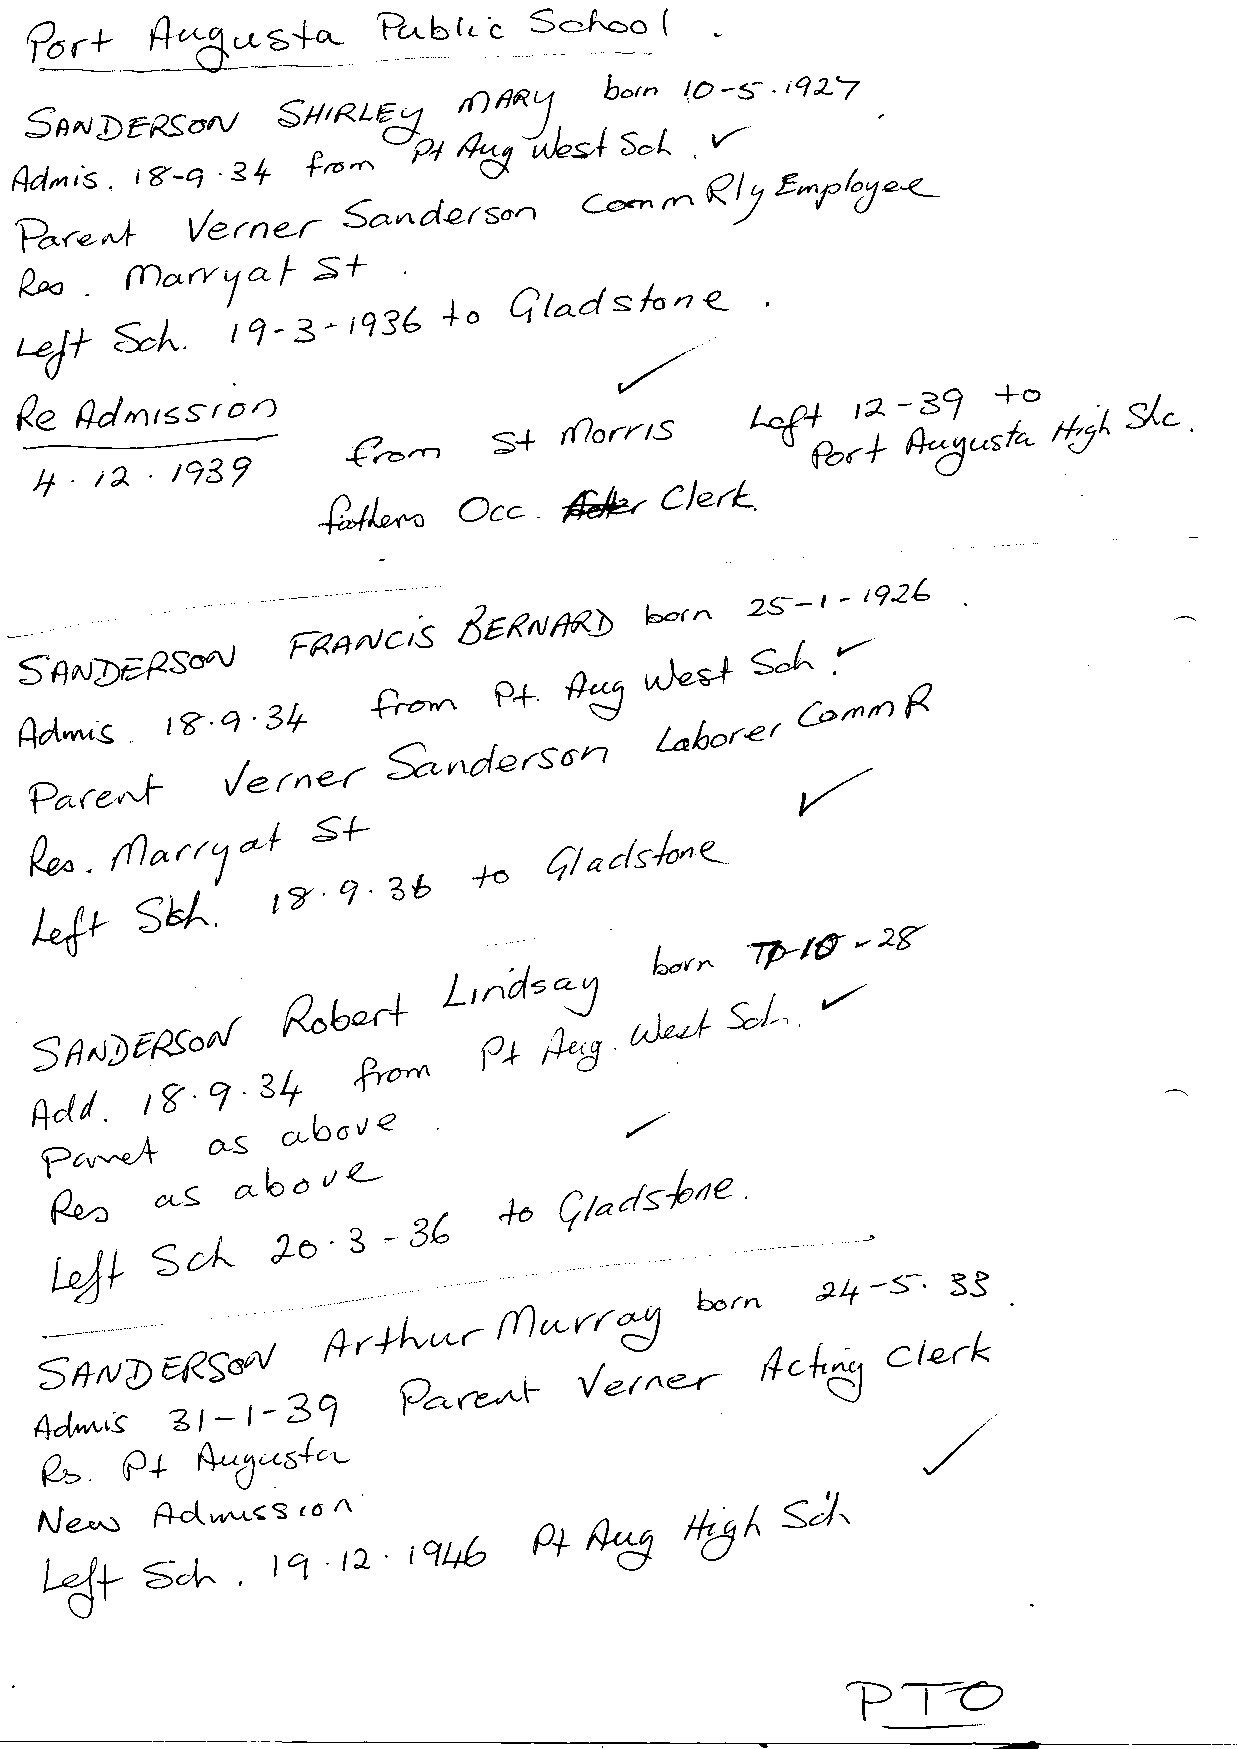 Port Augusta Public School.
SANDERSON SHIRLEY MARY born 10-5.1927
Admis. 18-9.34 from Pt Aug West Sch. ✓
Parent Verner Sanderson Comm Rly Employee
Res. Marryat St.
Left Sch. 19-3-1936 to Gladstone.
Re Admission ✓
4.12.1939 from St Morris Left 12-39 to
Port Augusta High Shc.
fathers Occ. Clerk.
SANDERSON FRANCIS BERNARD born 25-1-1926.
Admis. 18.9.34 from Pt. Aug West Sch. ✓
Parent Verner Sanderson Laborer Comm R
Res. Marryat St ✓
Left Sch. 18.9.36 to Gladstone
SANDERSON Robert Lindsay born 10-28
Add. 18.9.34 from Pt Aug. West Sch. ✓
Parnet as above. ✓
Res as above
Left Sch 20.3-36 to Gladstone.
SANDERSON Arthur Murray born 24-5.33.
Admis 31-1-39 Parent Verner Acting Clerk
Rs. Pt Augusta ✓
New Admission
Left Sch. 19.12.1946 Pt Aug High Sch
PTO